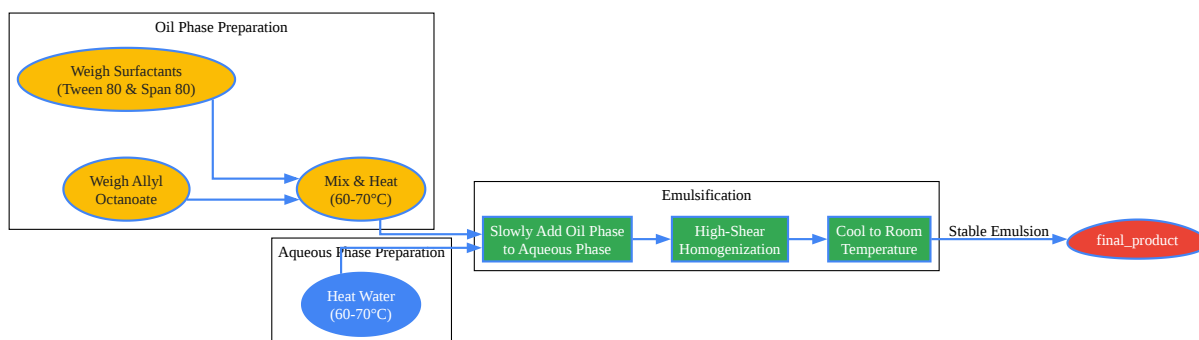 Oil Phase Preparation
Weigh Surfactants
(Tween 80 & Span 80)
Weigh Allyl
Octanoate
Mix & Heat
(60-70°C)
Aqueous Phase Preparation
Heat Water
(60-70°C)
Emulsification
Slowly Add Oil Phase
to Aqueous Phase
High-Shear
Homogenization
Cool to Room
Temperature
Stable Emulsion
final_product